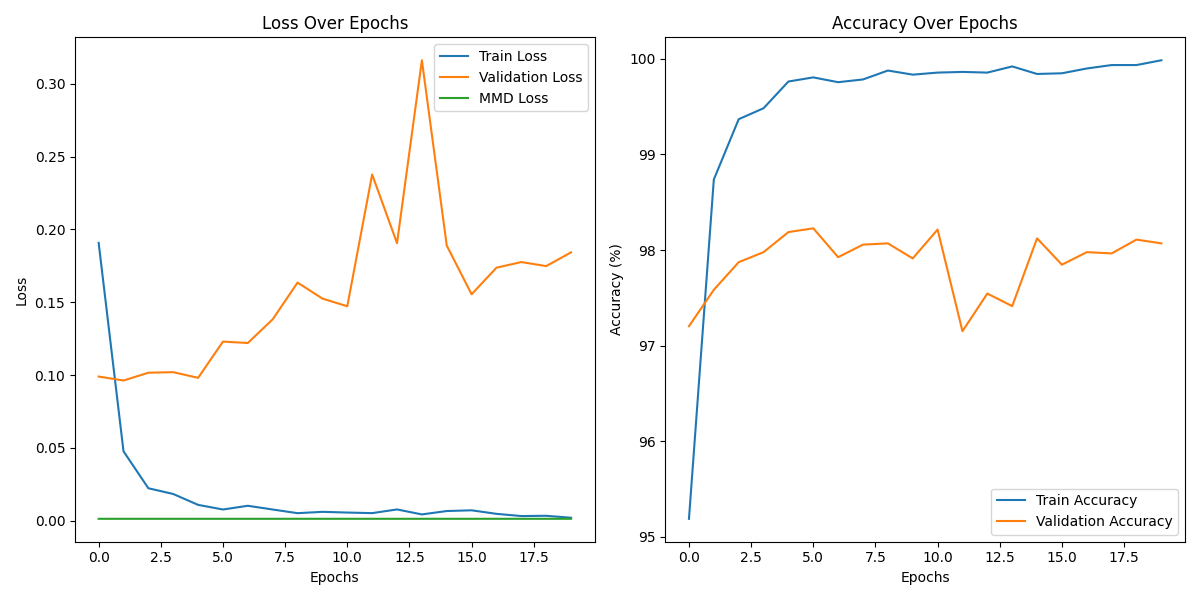 Loss Over Epochs
Train Loss
Validation Loss
MMD Loss
0.30
0.25
0.20
0.15
0.10
0.05
0.00
Loss
0.0 2.5 5.0 7.5 10.0 12.5 15.0 17.5
Epochs
Accuracy Over Epochs
100
99
98
97
96
95
Accuracy (%)
Train Accuracy
Validation Accuracy
0.0 2.5 5.0 7.5 10.0 12.5 15.0 17.5
Epochs